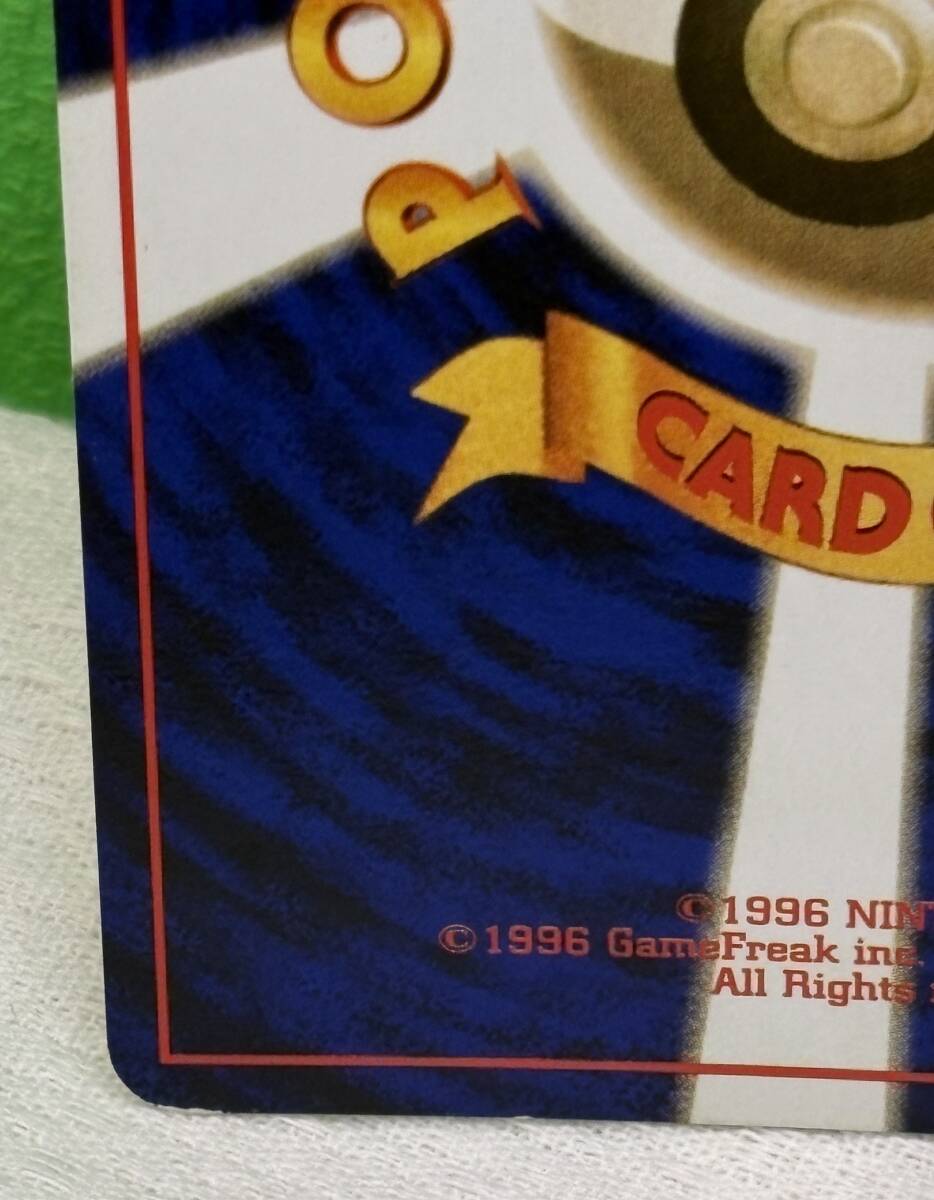 PO
CARD
©1996 NIN
©1996 GameFreak inc.
All Rights